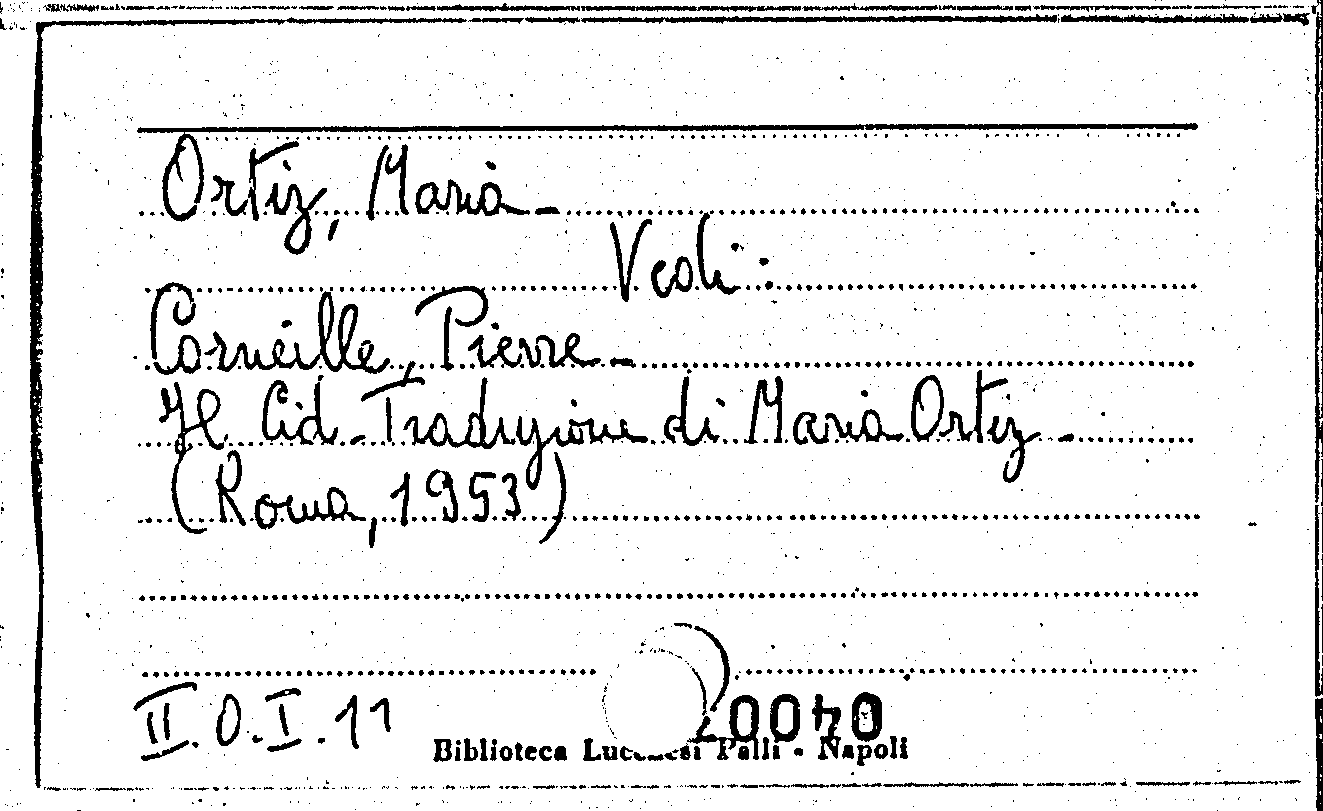 Ortiz, Maria -
Vedi:
Corneille, Pierre -
Il Cid - Traduzione di Maria Ortiz -
(Roma, 1953)
II. O. I. 11
Biblioteca Lucchesi Palli - Napoli